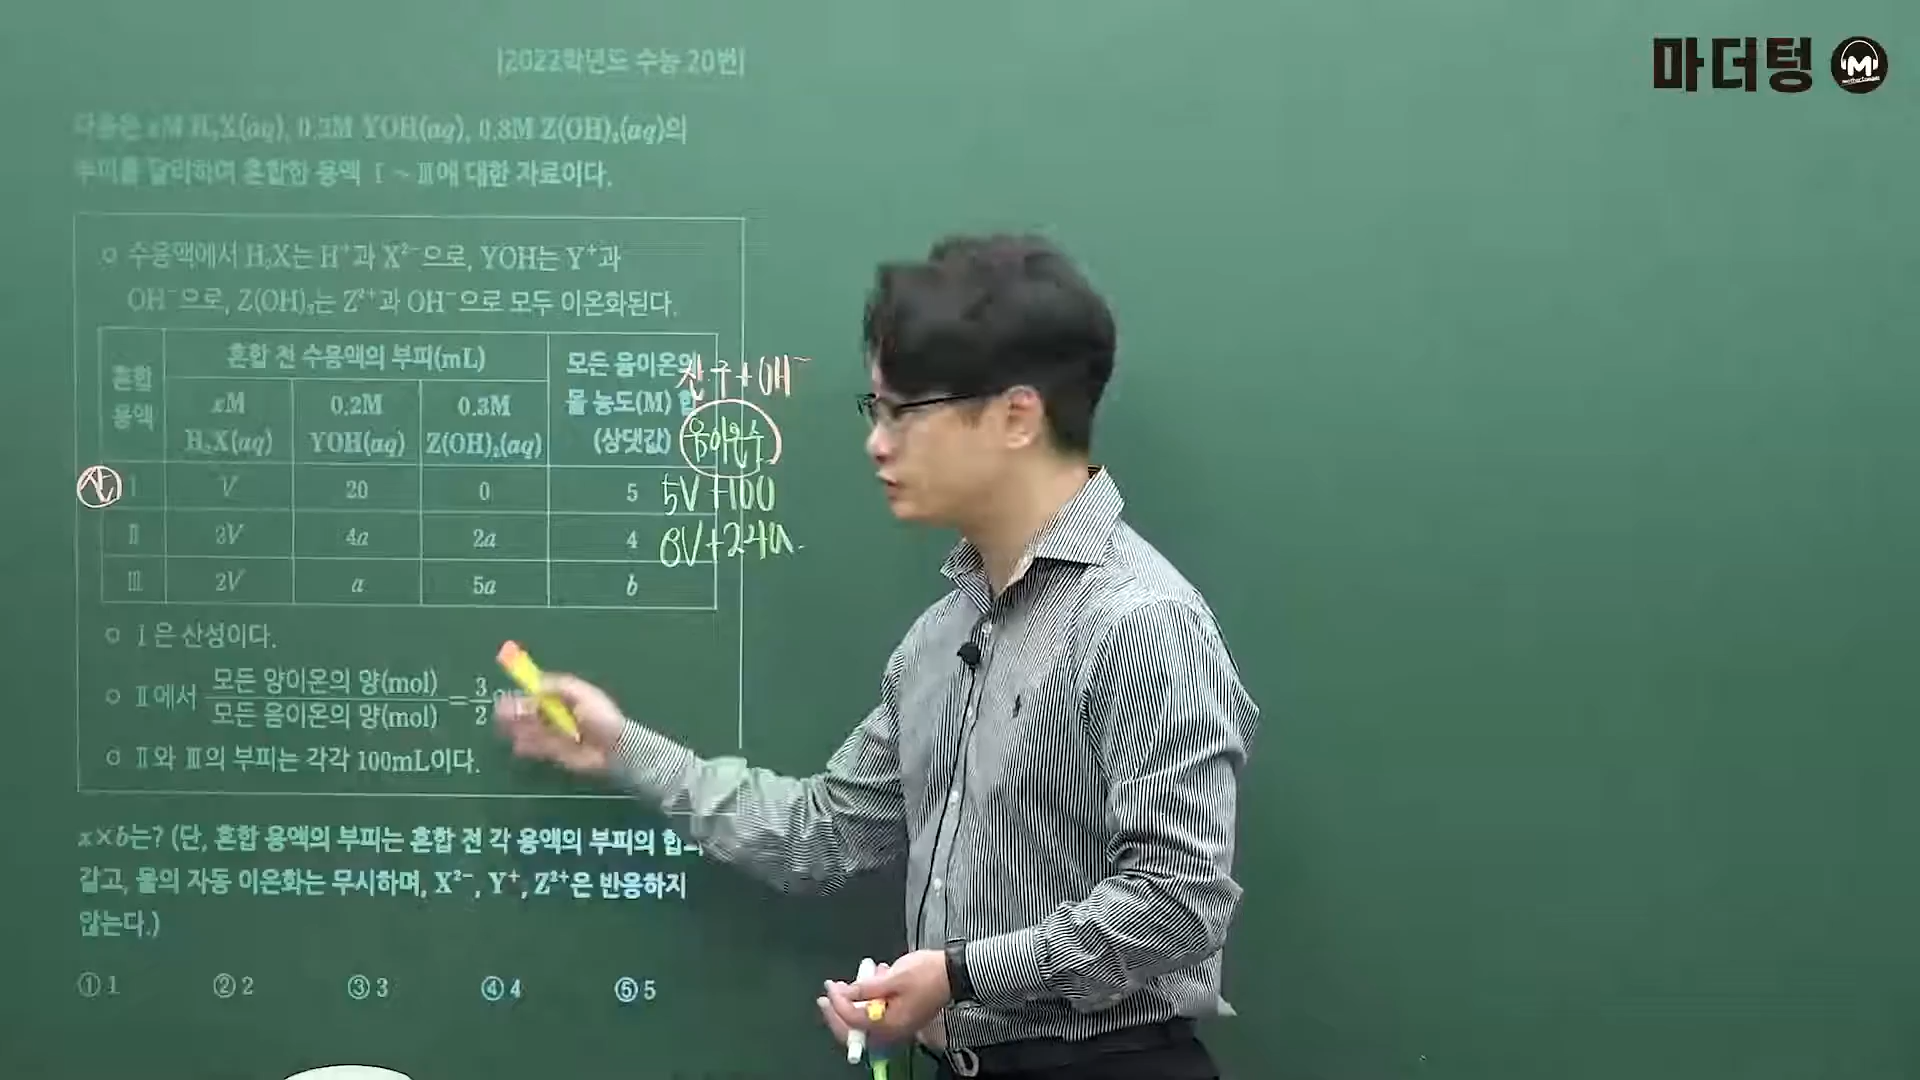 마더텅 M
|2022학년도 수능 20번|
다음은 xM H₂X(aq), 0.2M YOH(aq), 0.3M Z(OH)₂(aq)의
부피를 달리하여 혼합한 용액 Ⅰ~Ⅲ에 대한 자료이다.
○ 수용액에서 H₂X는 H⁺과 X²⁻으로, YOH는 Y⁺과
OH⁻으로, Z(OH)₂는 Z²⁺과 OH⁻으로 모두 이온화된다.
혼합 용액 혼합 전 수용액의 부피(mL) 모든 음이온의 몰 농도(M) 합 (상댓값)
xM H₂X(aq) 0.2M YOH(aq) 0.3M Z(OH)₂(aq)
산 Ⅰ V 20 0 5 5V+100
Ⅱ 2V 4a 2a 4 8V+24a
Ⅲ 2V a 5a b
구+OH⁻
음이온수
○ Ⅰ은 산성이다.
○ Ⅱ에서 모든 양이온의 양(mol) / 모든 음이온의 양(mol) = 3/2
○ Ⅱ와 Ⅲ의 부피는 각각 100mL이다.
x×b는? (단, 혼합 용액의 부피는 혼합 전 각 용액의 부피의 합과
같고, 물의 자동 이온화는 무시하며, X²⁻, Y⁺, Z²⁺은 반응하지
않는다.)
① 1 ② 2 ③ 3 ④ 4 ⑤ 5